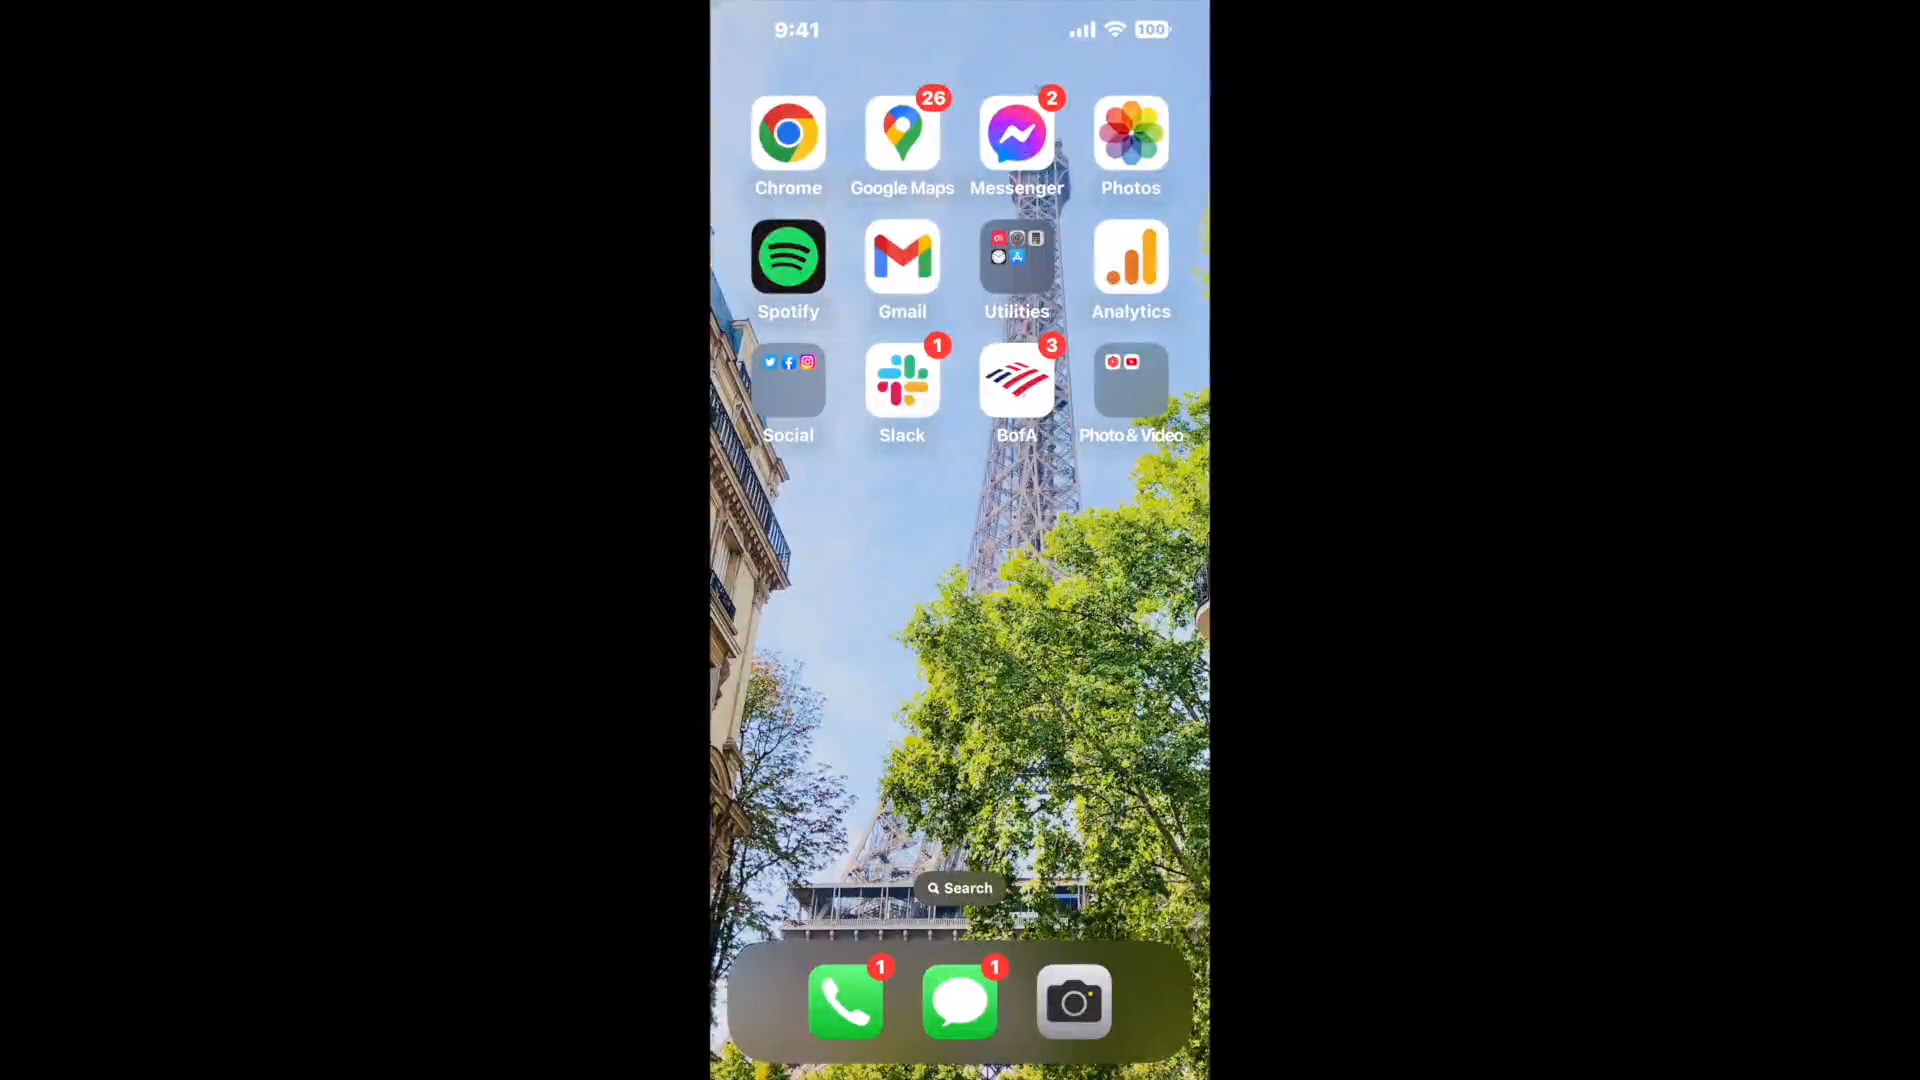 9:41 100
26 2
Chrome Google Maps Messenger Photos
Spotify Gmail Utilities Analytics
1 3
Social Slack BofA Photo & Video
Search
1 1